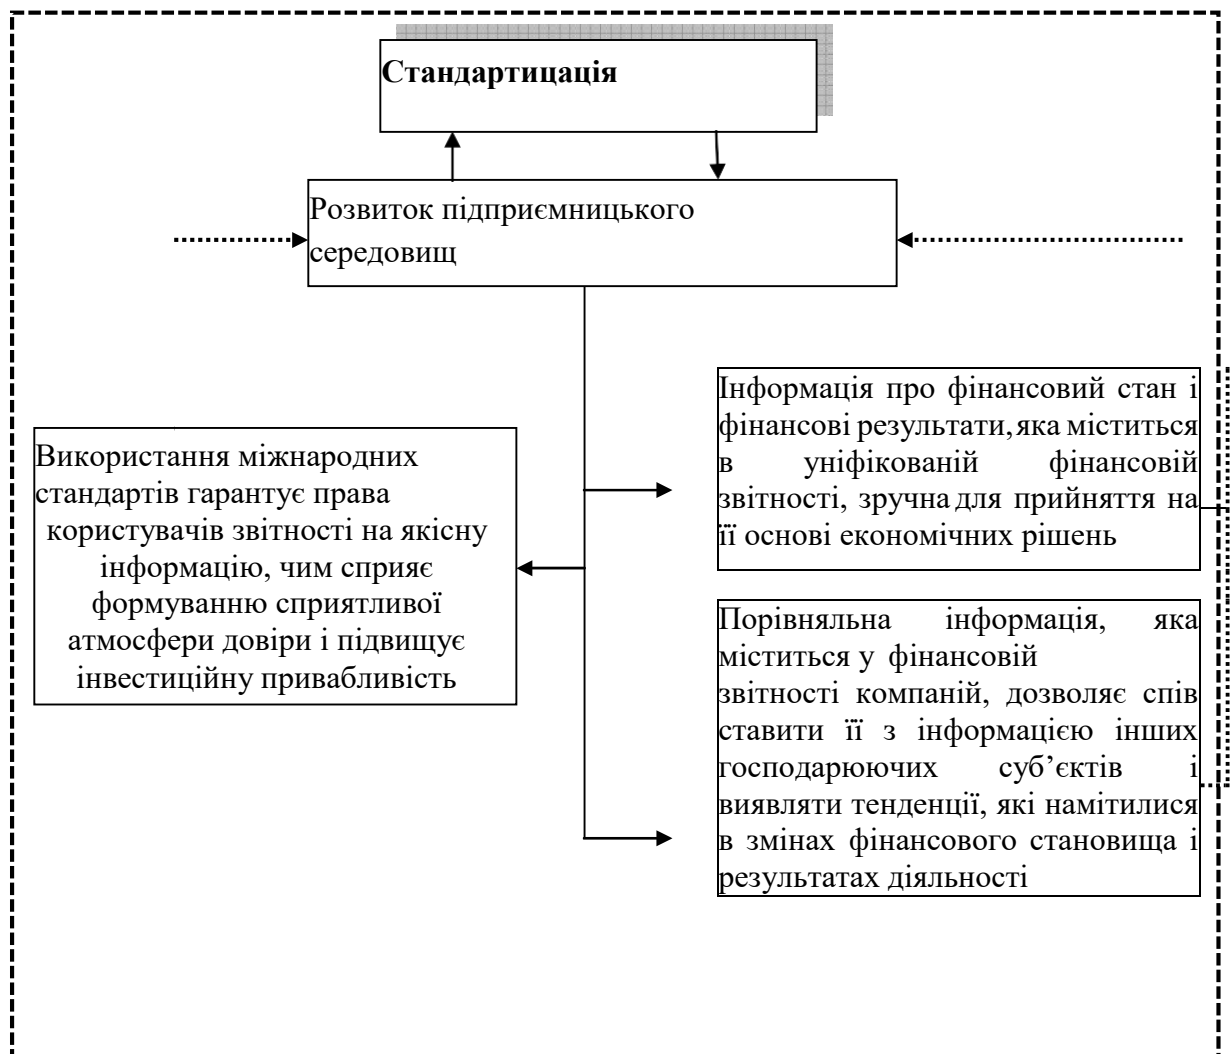 Стандартицація
Розвиток підприємницького
середовищ
Використання міжнародних
стандартів гарантує права
користувачів звітності на якісну
інформацію, чим сприяє
формуванню сприятливої
атмосфери довіри і підвищує
інвестиційну привабливість
Інформація про фінансовий стан і
фінансові результати, яка міститься
в уніфікованій фінансовій
звітності, зручна для прийняття на
її основі економічних рішень
Порівняльна інформація, яка
міститься у фінансовій
звітності компаній, дозволяє спів
ставити її з інформацією інших
господарюючих суб’єктів і
виявляти тенденції, які намітилися
в змінах фінансового становища і
результатах діяльності